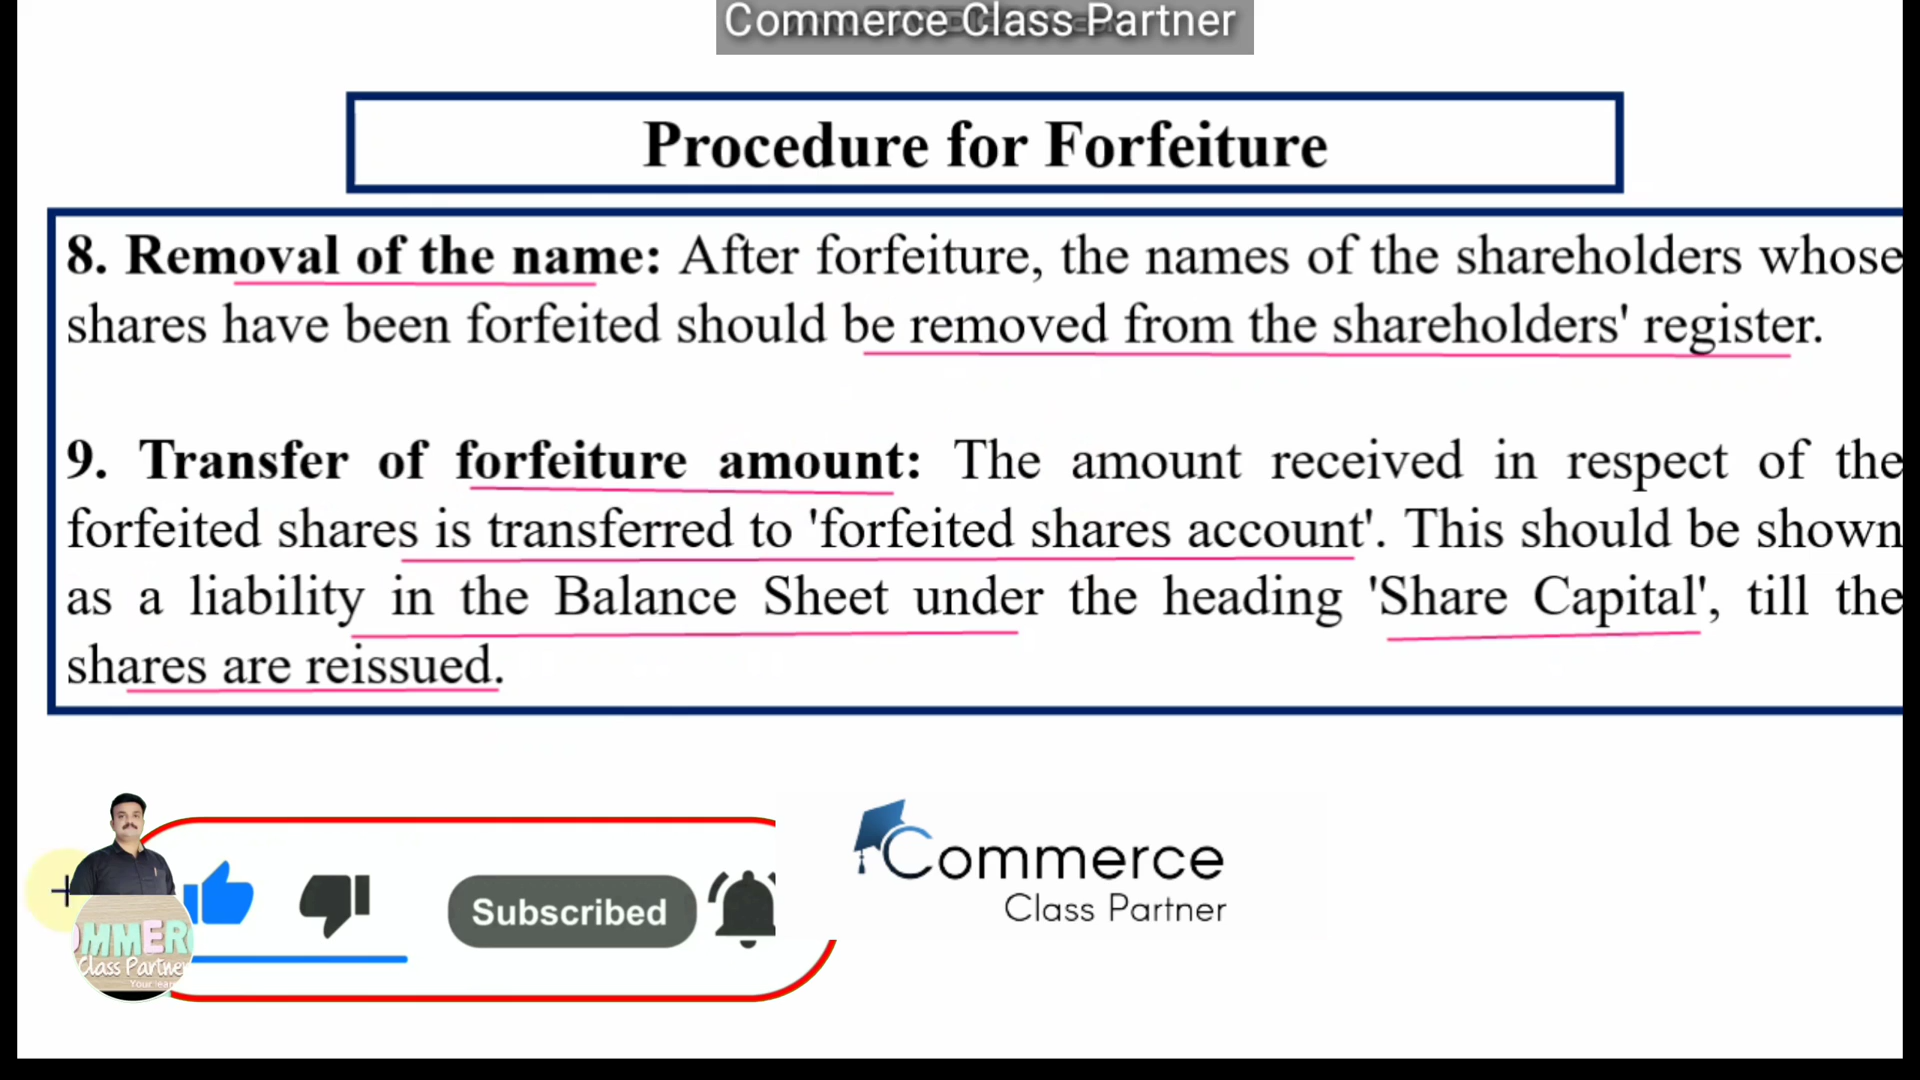 Commerce Class Partner
Procedure for Forfeiture
8. Removal of the name: After forfeiture, the names of the shareholders whose
shares have been forfeited should be removed from the shareholders' register.
9. Transfer of forfeiture amount: The amount received in respect of the
forfeited shares is transferred to 'forfeited shares account'. This should be shown
as a liability in the Balance Sheet under the heading 'Share Capital', till the
shares are reissued.
Subscribed
Commerce
Class Partner
OMMER
Class Partner